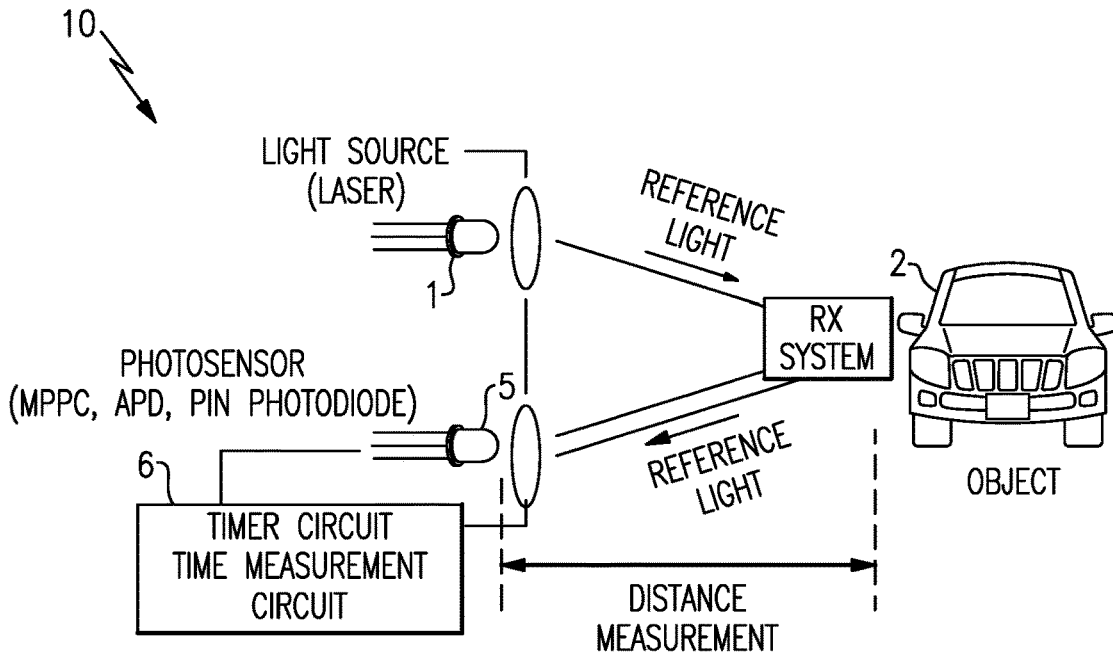 10
LIGHT SOURCE
(LASER)
1
REFERENCE
LIGHT
2
RX
SYSTEM
PHOTOSENSOR
(MPPC, APD, PIN PHOTODIODE)
5
REFERENCE
LIGHT
OBJECT
6
TIMER CIRCUIT
TIME MEASUREMENT
CIRCUIT
DISTANCE
MEASUREMENT